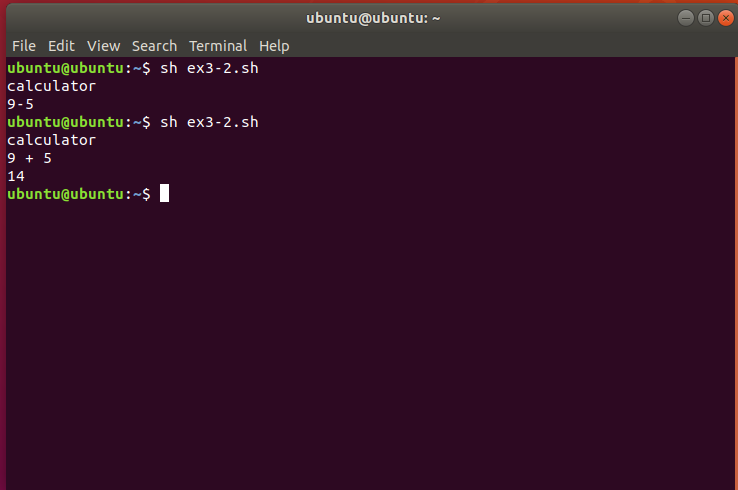 ubuntu@ubuntu: ~
File Edit View Search Terminal Help
ubuntu@ubuntu:~$ sh ex3-2.sh
calculator
9-5
ubuntu@ubuntu:~$ sh ex3-2.sh
calculator
9 + 5
14
ubuntu@ubuntu:~$